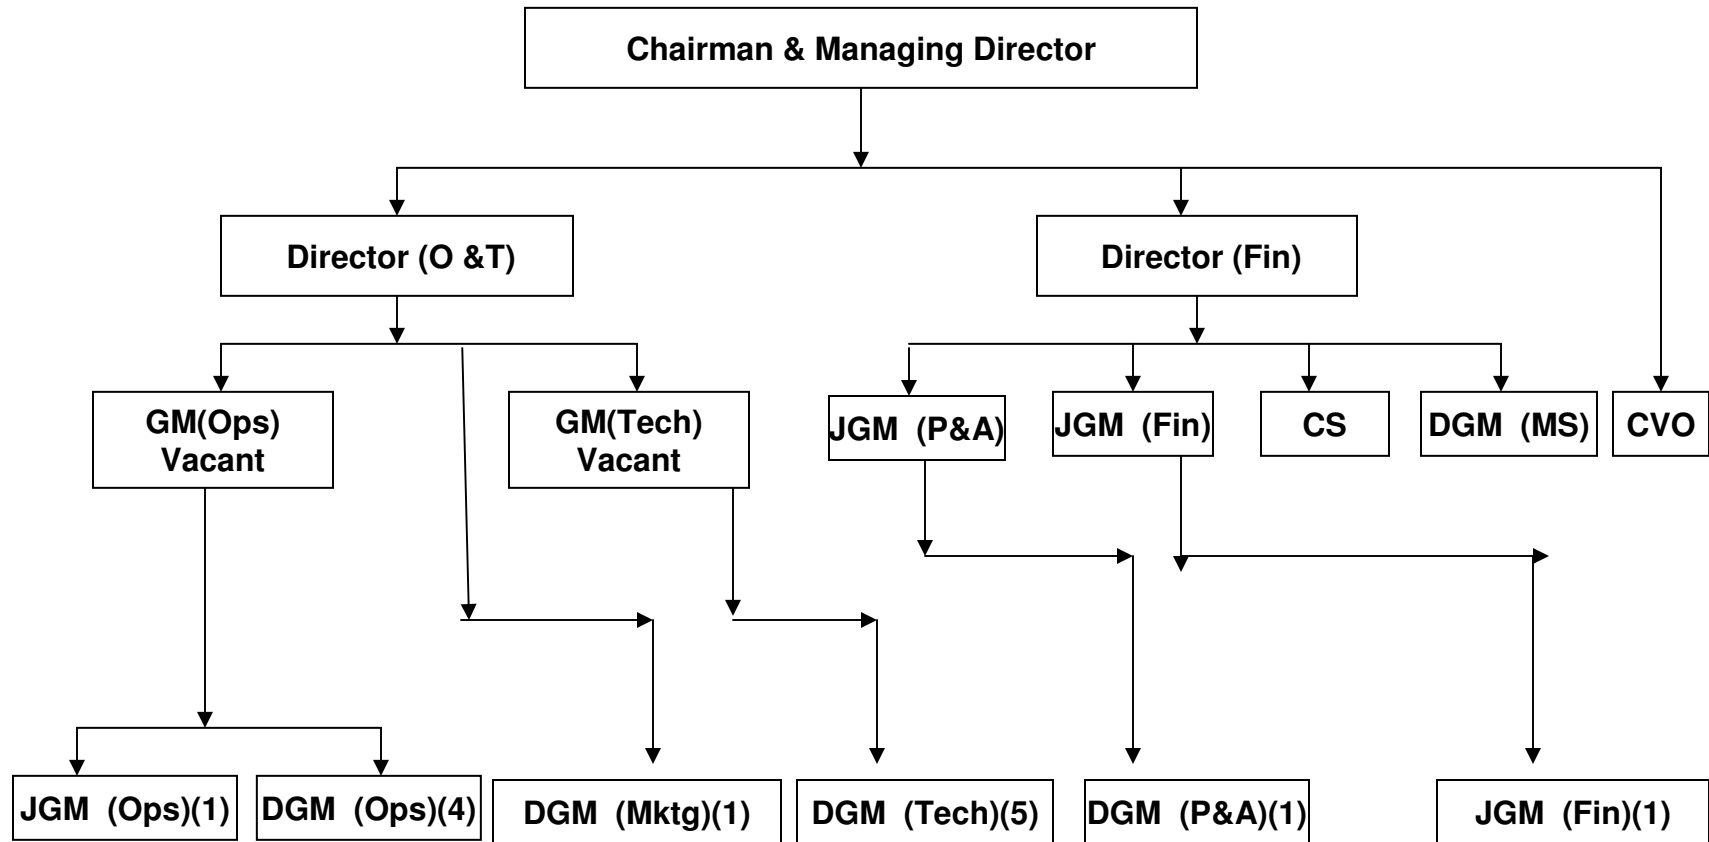 Chairman & Managing Director
Director (O &T)
Director (Fin)
GM(Ops)
Vacant
GM(Tech)
Vacant
JGM (P&A)
JGM (Fin)
CS
DGM (MS)
CVO
JGM (Ops)(1)
DGM (Ops)(4)
DGM (Mktg)(1)
DGM (Tech)(5)
DGM (P&A)(1)
JGM (Fin)(1)